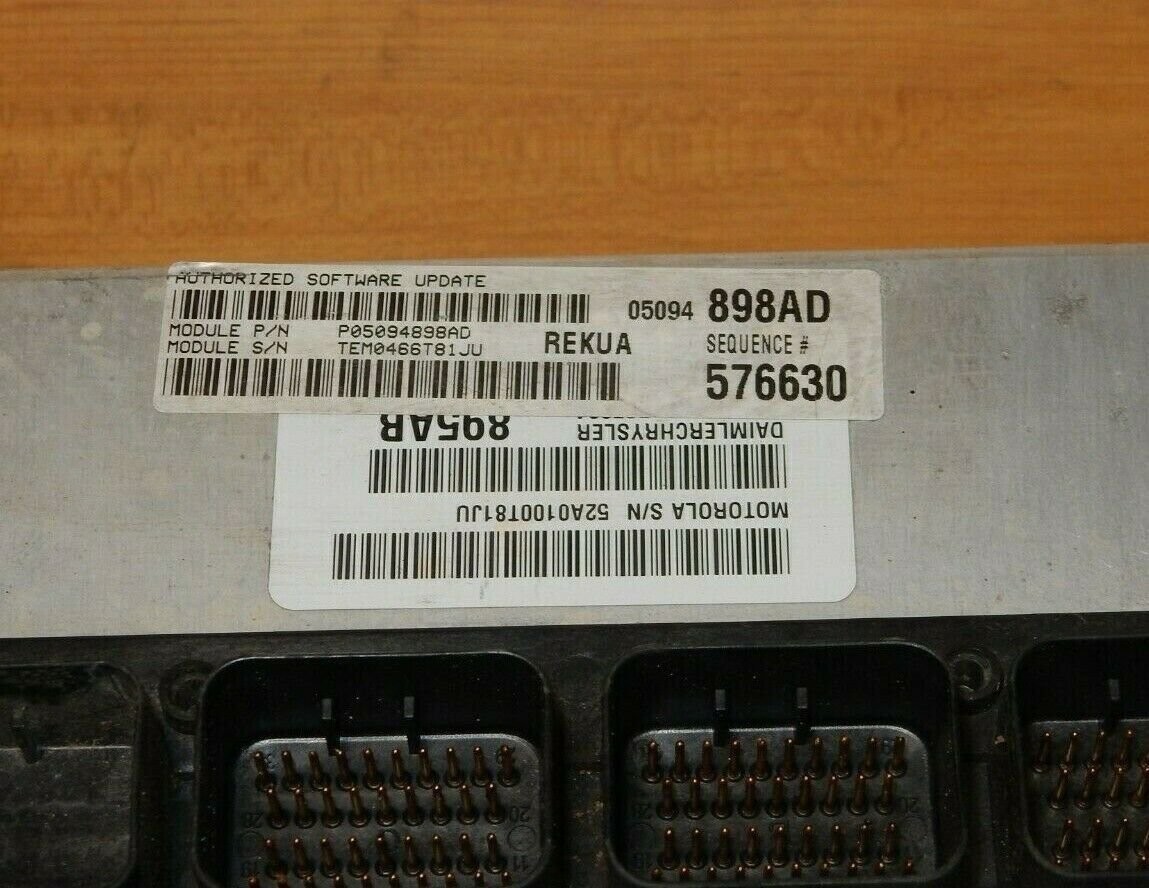 AUTHORIZED SOFTWARE UPDATE
05094 898AD
MODULE P/N P05094898AD
MODULE S/N TEM0466T81JU REKUA SEQUENCE #
576630
DAIMLERCHRYSLER 895AB
MOTOROLA S/N 52A0100T81JU